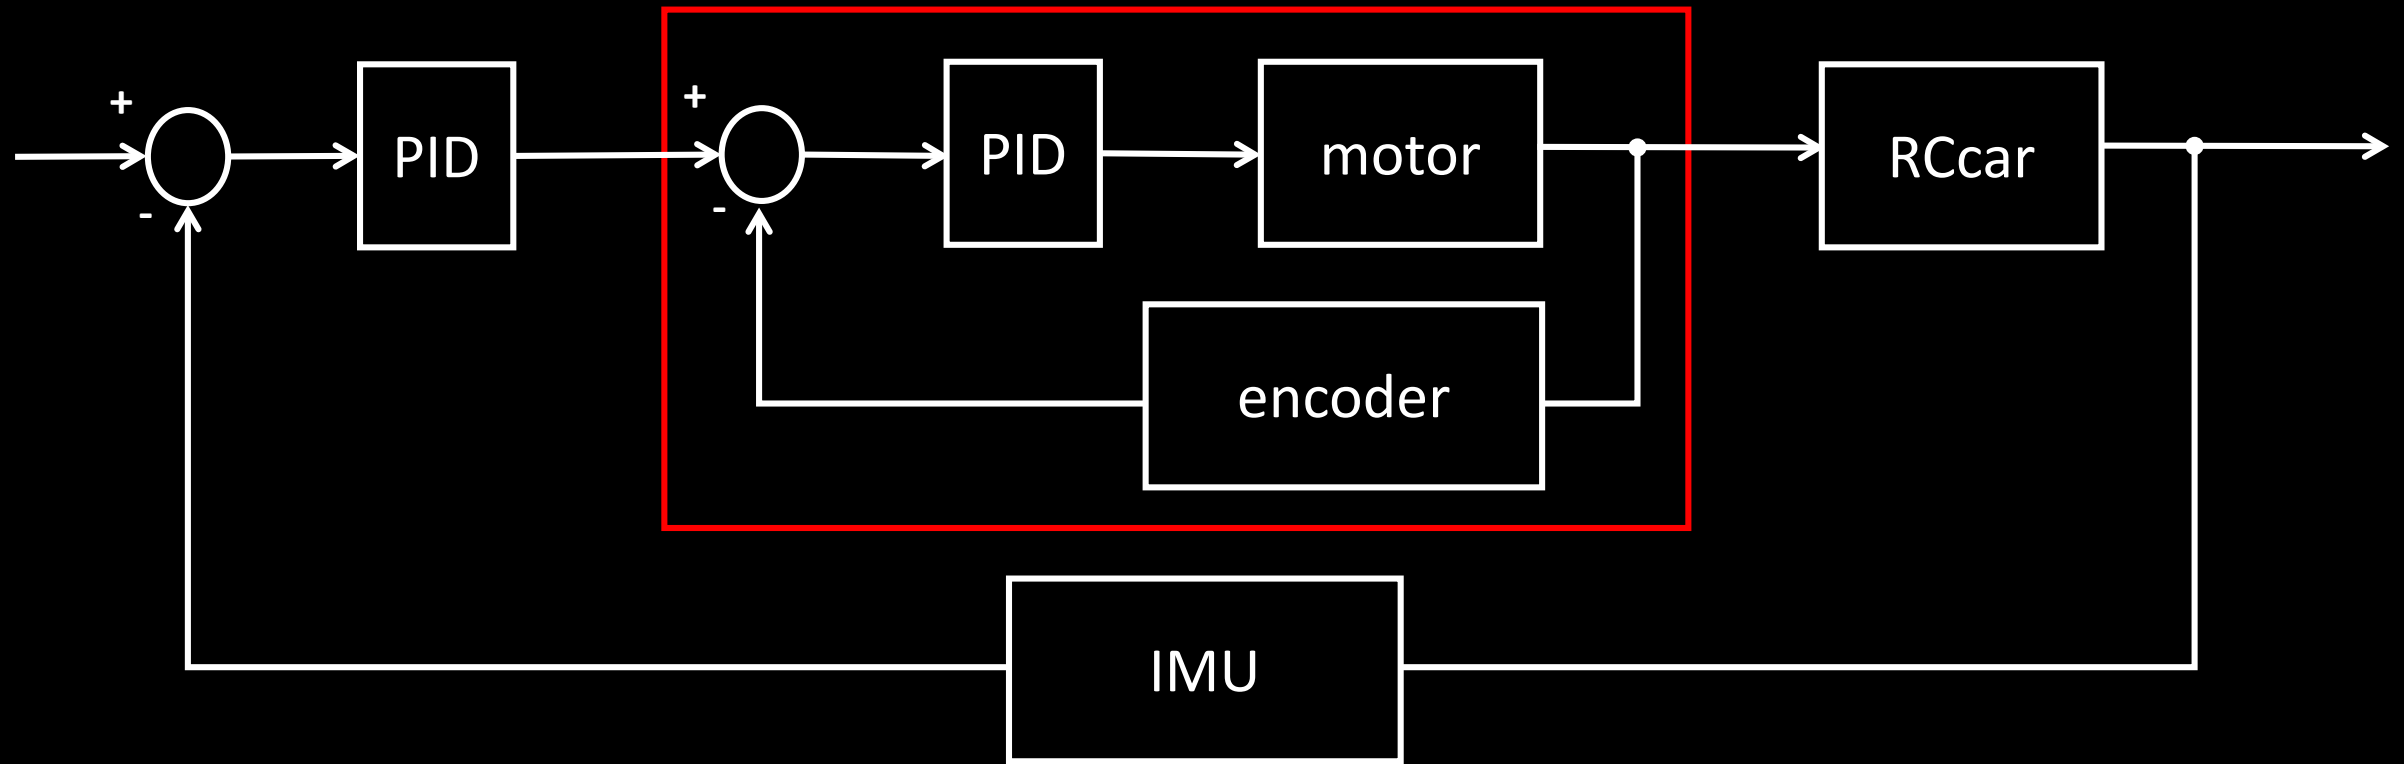 +
-
PID
+
-
PID
motor
RCcar
encoder
IMU